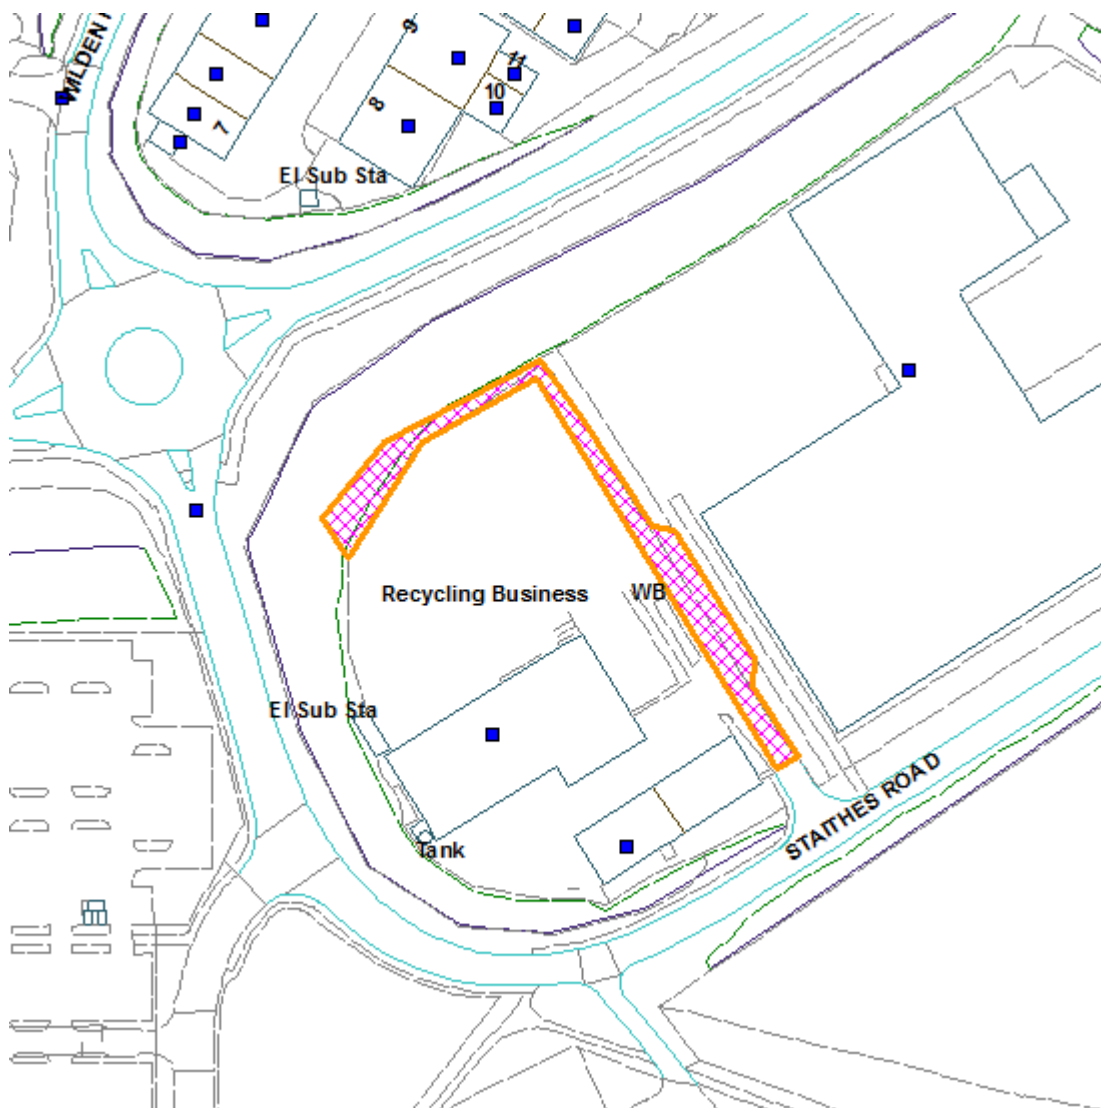 9
11
10
8
7
El Sub Sta
Recycling Business
WB
El Sub Sta
STAITHES ROAD
Tank